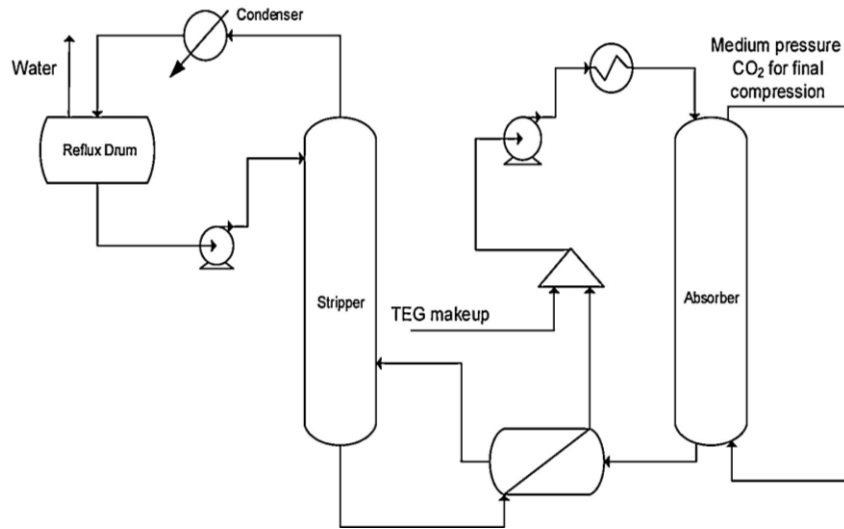 Condenser
Water
Reflux Drum
Medium pressure
CO₂ for final
compression
Stripper
TEG makeup
Absorber